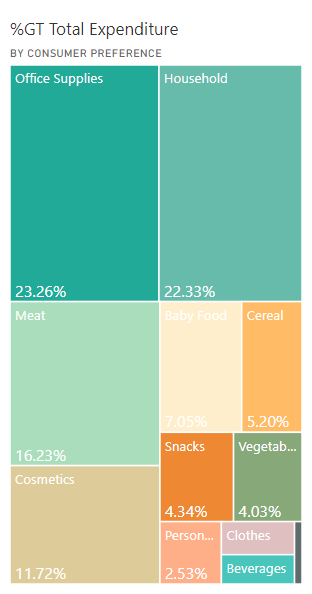 %GT Total Expenditure
BY CONSUMER PREFERENCE
Office Supplies
23.26%
Household
22.33%
Meat
16.23%
Baby Food
7.05%
Cereal
5.20%
Cosmetics
11.72%
Snacks
4.34%
Vegetab...
4.03%
Person...
2.53%
Clothes
Beverages